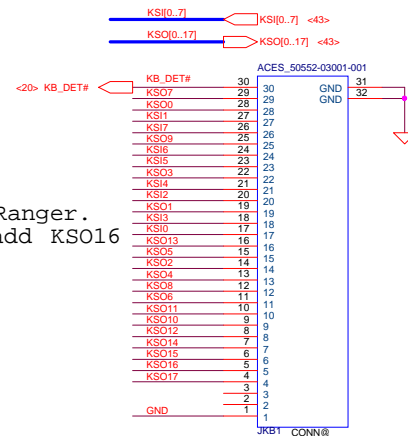 KSI[0..7] KSI[0..7] <43>
KSO[0..17] KSO[0..17] <43>
ACES_50552-03001-001
<20> KB_DET# KB_DET# 30 30 GND 31
KSO7 29 29 GND 32
KSO0 28 28
KSI1 27 27
KSI7 26 26
KSO9 25 25
KSI6 24 24
KSI5 23 23
KSO3 22 22
KSI4 21 21
KSI2 20 20
KSO1 19 19
KSI3 18 18
KSI0 17 17
Ranger.
add KSO16
KSO13 16 16
KSO5 15 15
KSO2 14 14
KSO4 13 13
KSO8 12 12
KSO6 11 11
KSO11 10 10
KSO10 9 9
KSO12 8 8
KSO14 7 7
KSO15 6 6
KSO16 5 5
KSO17 4 4
3 3
2 2
GND 1 1
JKB1 CONN@